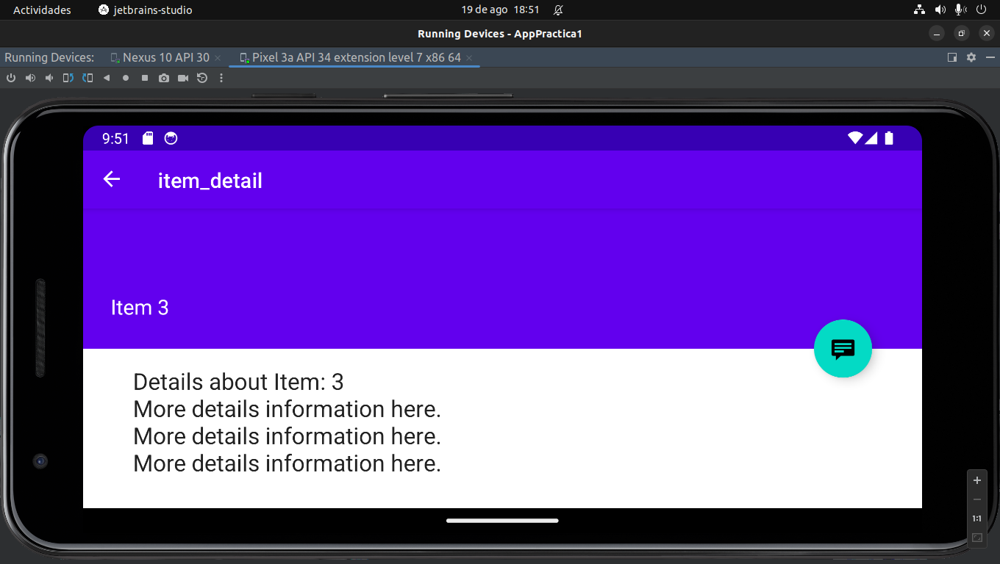 Actividades jetbrains-studio 19 de ago 18:51
Running Devices - AppPractica1
Running Devices: Nexus 10 API 30 Pixel 3a API 34 extension level 7 x86 64
9:51
item_detail
Item 3
Details about Item: 3
More details information here.
More details information here.
More details information here.
1:1